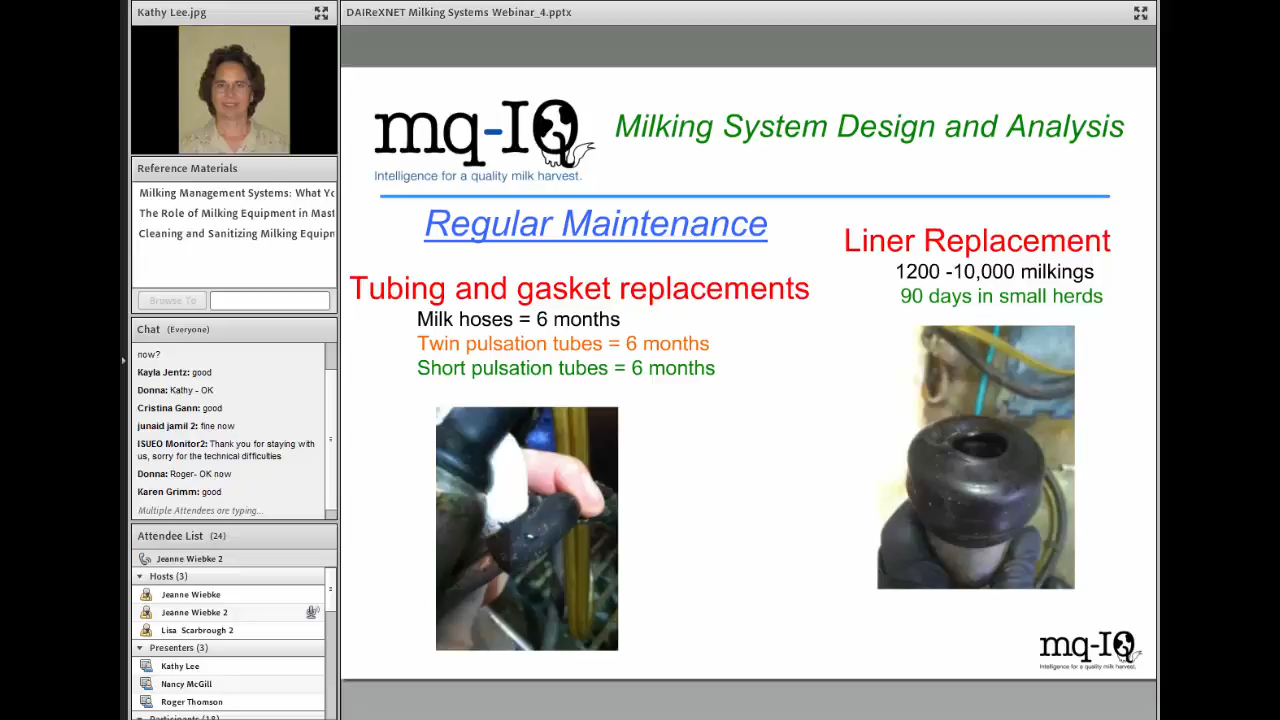 Kathy Lee.jpg
Reference Materials
Milking Management Systems: What Yo
The Role of Milking Equipment in Mast
Cleaning and Sanitizing Milking Equipm
Browse To
Chat (Everyone)
now?
Kayla Jentz: good
Donna: Kathy - OK
Cristina Gann: good
junaid jamil 2: fine now
ISUEO Monitor2: Thank you for staying with
us, sorry for the technical difficulties
Donna: Roger- OK now
Karen Grimm: good
Multiple Attendees are typing...
Attendee List (24)
Jeanne Wiebke 2
Hosts (3)
Jeanne Wiebke
Jeanne Wiebke 2
Lisa Scarbrough 2
Presenters (3)
Kathy Lee
Nancy McGill
Roger Thomson
Participants (18)
DAIReXNET Milking Systems Webinar_4.pptx
mq-IQ
Intelligence for a quality milk harvest.
Milking System Design and Analysis
Regular Maintenance
Tubing and gasket replacements
Milk hoses = 6 months
Twin pulsation tubes = 6 months
Short pulsation tubes = 6 months
Liner Replacement
1200 -10,000 milkings
90 days in small herds
mq-IQ
Intelligence for a quality milk harvest.